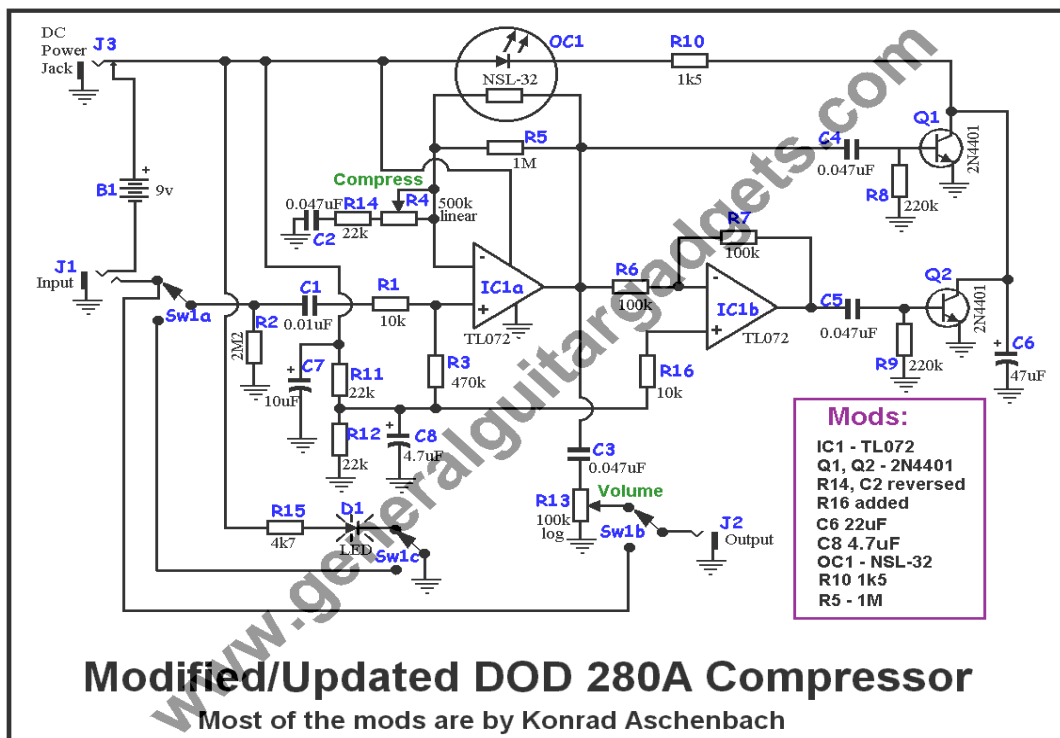 DC
Power
Jack
J3
OC1
NSL-32
R10
1k5
Q1
2N4401
C4
0.047uF
R8
220k
R5
1M
Compress
0.047uF
C2
R14
22k
R4
500k
linear
B1
+
9v
J1
Input
Sw1a
R2
2M2
C1
0.01uF
R1
10k
-
+
IC1a
TL072
R6
100k
R7
100k
-
+
IC1b
TL072
C5
0.047uF
Q2
2N4401
R9
220k
+
C6
47uF
C7
+
10uF
R11
22k
R3
470k
R16
10k
R12
22k
+
C8
4.7uF
C3
0.047uF
R13
100k
log
Volume
Sw1b
J2
Output
R15
4k7
D1
LED
Sw1c
Mods:
IC1 - TL072
Q1, Q2 - 2N4401
R14, C2 reversed
R16 added
C6 22uF
C8 4.7uF
OC1 - NSL-32
R10 1k5
R5 - 1M
www.generalguitargadgets.com
Modified/Updated DOD 280A Compressor
Most of the mods are by Konrad Aschenbach